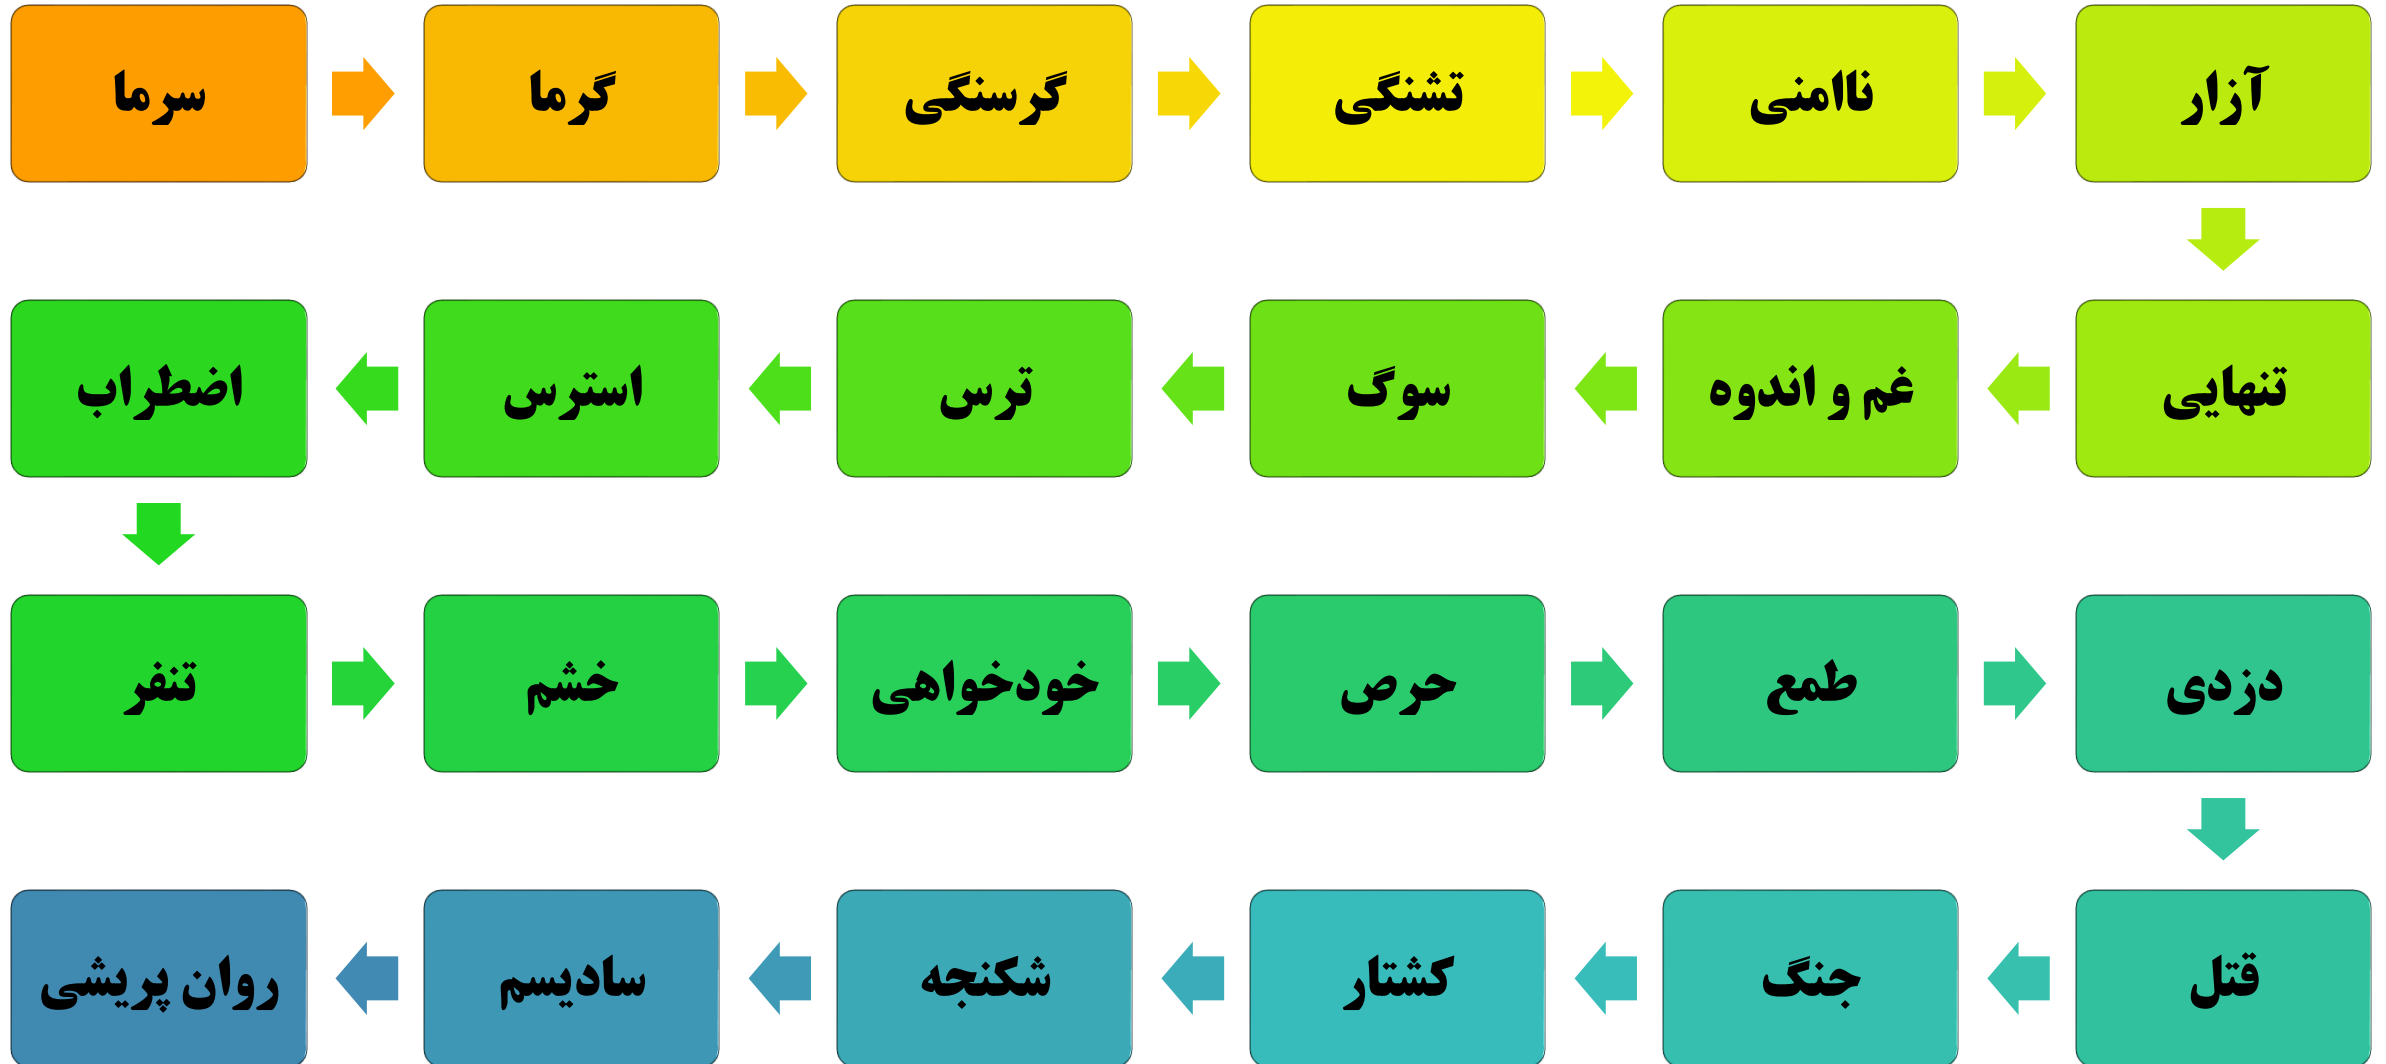 سرما
گرما
گرسنگی
تشنگی
ناامنی
آزار
تنهایی
غم و اندوه
سوگ
ترس
استرس
اضطراب
تنفر
خشم
خودخواهی
حرص
طمع
دزدی
قتل
جنگ
کشتار
شکنجه
سادیسم
روان پریشی